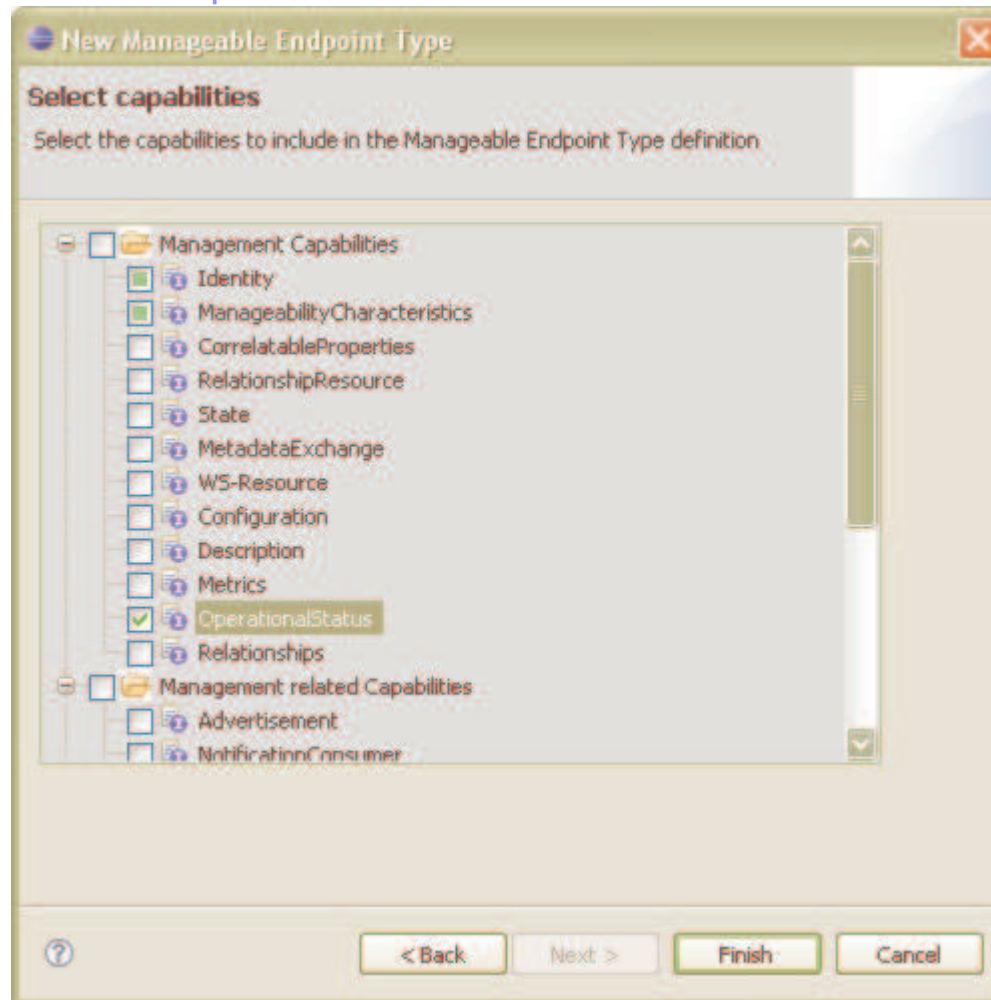 New Manageable Endpoint Type
Select capabilities
Select the capabilities to include in the Manageable Endpoint Type definition
Management Capabilities
Identity
ManageabilityCharacteristics
CorrelatableProperties
RelationshipResource
State
MetadataExchange
WS-Resource
Configuration
Description
Metrics
OperationalStatus
Relationships
Management related Capabilities
Advertisement
NotificationConsumer
< Back
Next >
Finish
Cancel